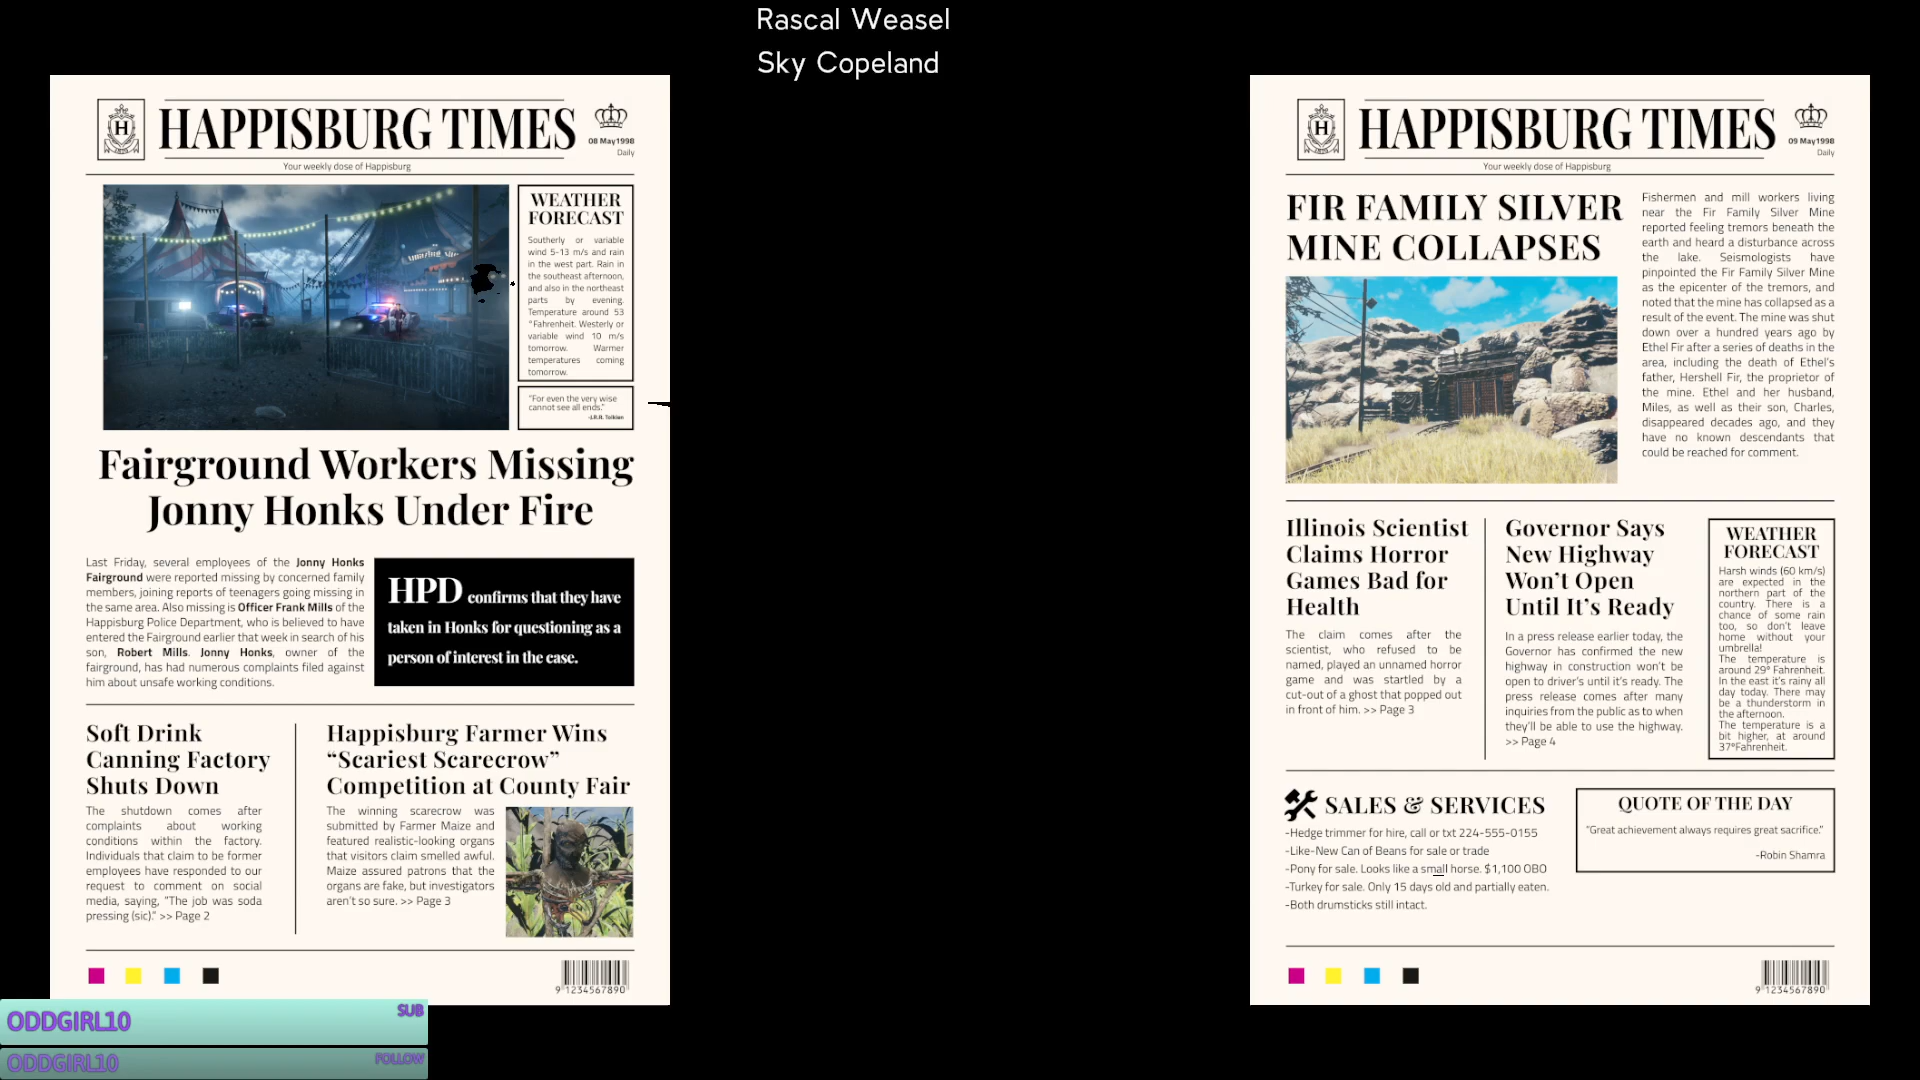 Rascal Weasel
Sky Copeland
H
HAPPISBURG TIMES
08 May1998
Daily
Your weekly dose of Happisburg
WEATHER
FORECAST
Southerly or variable
wind 5-13 m/s and rain
in the west part. Rain in
the southeast afternoon,
and also in the northeast
parts by evening.
Temperature around 53
°Fahrenheit. Westerly or
variable wind 10 m/s
tomorrow. Warmer
temperatures coming
tomorrow.
"For even the very wise
cannot see all ends."
-J.R.R. Tolkian
Fairground Workers Missing
Jonny Honks Under Fire
Last Friday, several employees of the Jonny Honks
Fairground were reported missing by concerned family
members, joining reports of teenagers going missing in
the same area. Also missing is Officer Frank Mills of the
Happisburg Police Department, who is believed to have
entered the Fairground earlier that week in search of his
son, Robert Mills. Jonny Honks, owner of the
fairground, has had numerous complaints filed against
him about unsafe working conditions.
HPD confirms that they have
taken in Honks for questioning as a
person of interest in the case.
Soft Drink
Canning Factory
Shuts Down
The shutdown comes after
complaints about working
conditions within the factory.
Individuals that claim to be former
employees have responded to our
request to comment on social
media, saying, "The job was soda
pressing (sic)." >> Page 2
Happisburg Farmer Wins
“Scariest Scarecrow”
Competition at County Fair
The winning scarecrow was
submitted by Farmer Maize and
featured realistic-looking organs
that visitors claim smelled awful.
Maize assured patrons that the
organs are fake, but investigators
aren't so sure. >> Page 3
9 1234567890
ODDGIRL10
SUB
ODDGIRL10
FOLLOW
H
HAPPISBURG TIMES
09 May1998
Daily
Your weekly dose of Happisburg
FIR FAMILY SILVER
MINE COLLAPSES
Fishermen and mill workers living
near the Fir Family Silver Mine
reported feeling tremors beneath the
earth and heard a disturbance across
the lake. Seismologists have
pinpointed the Fir Family Silver Mine
as the epicenter of the tremors, and
noted that the mine has collapsed as a
result of the event. The mine was shut
down over a hundred years ago by
Ethel Fir after a series of deaths in the
area, including the death of Ethel's
father, Hershell Fir, the proprietor of
the mine. Ethel and her husband,
Miles, as well as their son, Charles,
disappeared decades ago, and they
have no known descendants that
could be reached for comment.
Illinois Scientist
Claims Horror
Games Bad for
Health
The claim comes after the
scientist, who refused to be
named, played an unnamed horror
game and was startled by a
cut-out of a ghost that popped out
in front of him. >> Page 3
Governor Says
New Highway
Won’t Open
Until It’s Ready
In a press release earlier today, the
Governor has confirmed the new
highway in construction won't be
open to driver's until it's ready. The
press release comes after many
inquiries from the public as to when
they'll be able to use the highway.
>> Page 4
WEATHER
FORECAST
Harsh winds (60 km/s)
are expected in the
northern part of the
country. There is a
chance of some rain
too, so don't leave
home without your
umbrella!
The temperature is
around 29° Fahrenheit.
In the east it's rainy all
day today. There may
be a thunderstorm in
the afternoon.
The temperature is a
bit higher, at around
37°Fahrenheit.
SALES & SERVICES
-Hedge trimmer for hire, call or txt 224-555-0155
-Like-New Can of Beans for sale or trade
-Pony for sale. Looks like a small horse. $1,100 OBO
-Turkey for sale. Only 15 days old and partially eaten.
-Both drumsticks still intact.
QUOTE OF THE DAY
"Great achievement always requires great sacrifice."
-Robin Shamra
9 1234567890